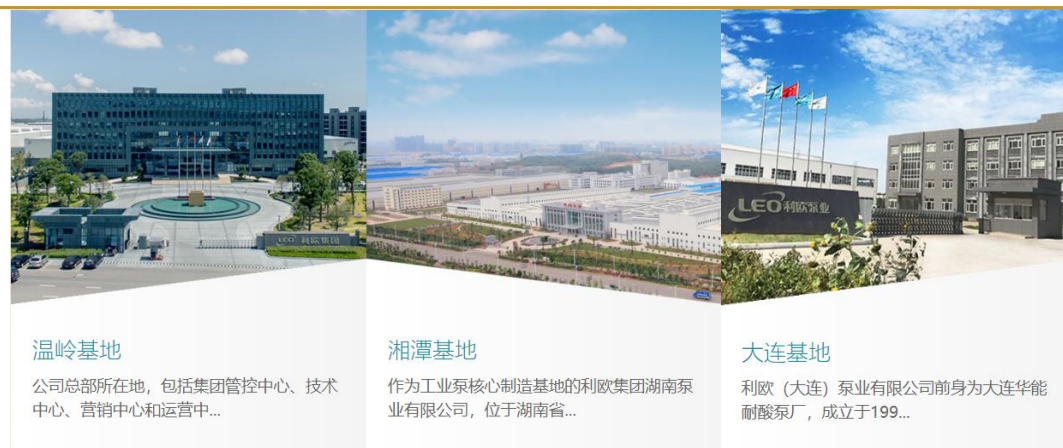 LEO 利欧集团
LEO 利欧泵业
温岭基地
公司总部所在地，包括集团管控中心、技术
中心、营销中心和运营中...
湘潭基地
作为工业泵核心制造基地的利欧集团湖南泵
业有限公司，位于湖南省...
大连基地
利欧（大连）泵业有限公司前身为大连华能
耐酸泵厂，成立于199...